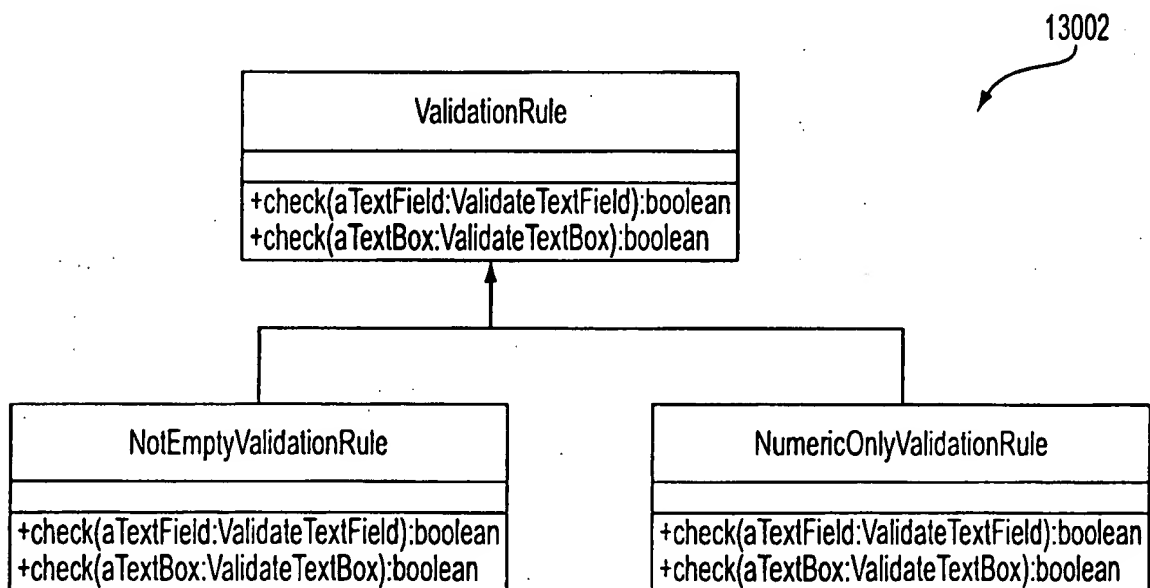 13002
ValidationRule
+check(aTextField:ValidateTextField):boolean
+check(aTextBox:ValidateTextBox):boolean
NotEmptyValidationRule
+check(aTextField:ValidateTextField):boolean
+check(aTextBox:ValidateTextBox):boolean
NumericOnlyValidationRule
+check(aTextField:ValidateTextField):boolean
+check(aTextBox:ValidateTextBox):boolean